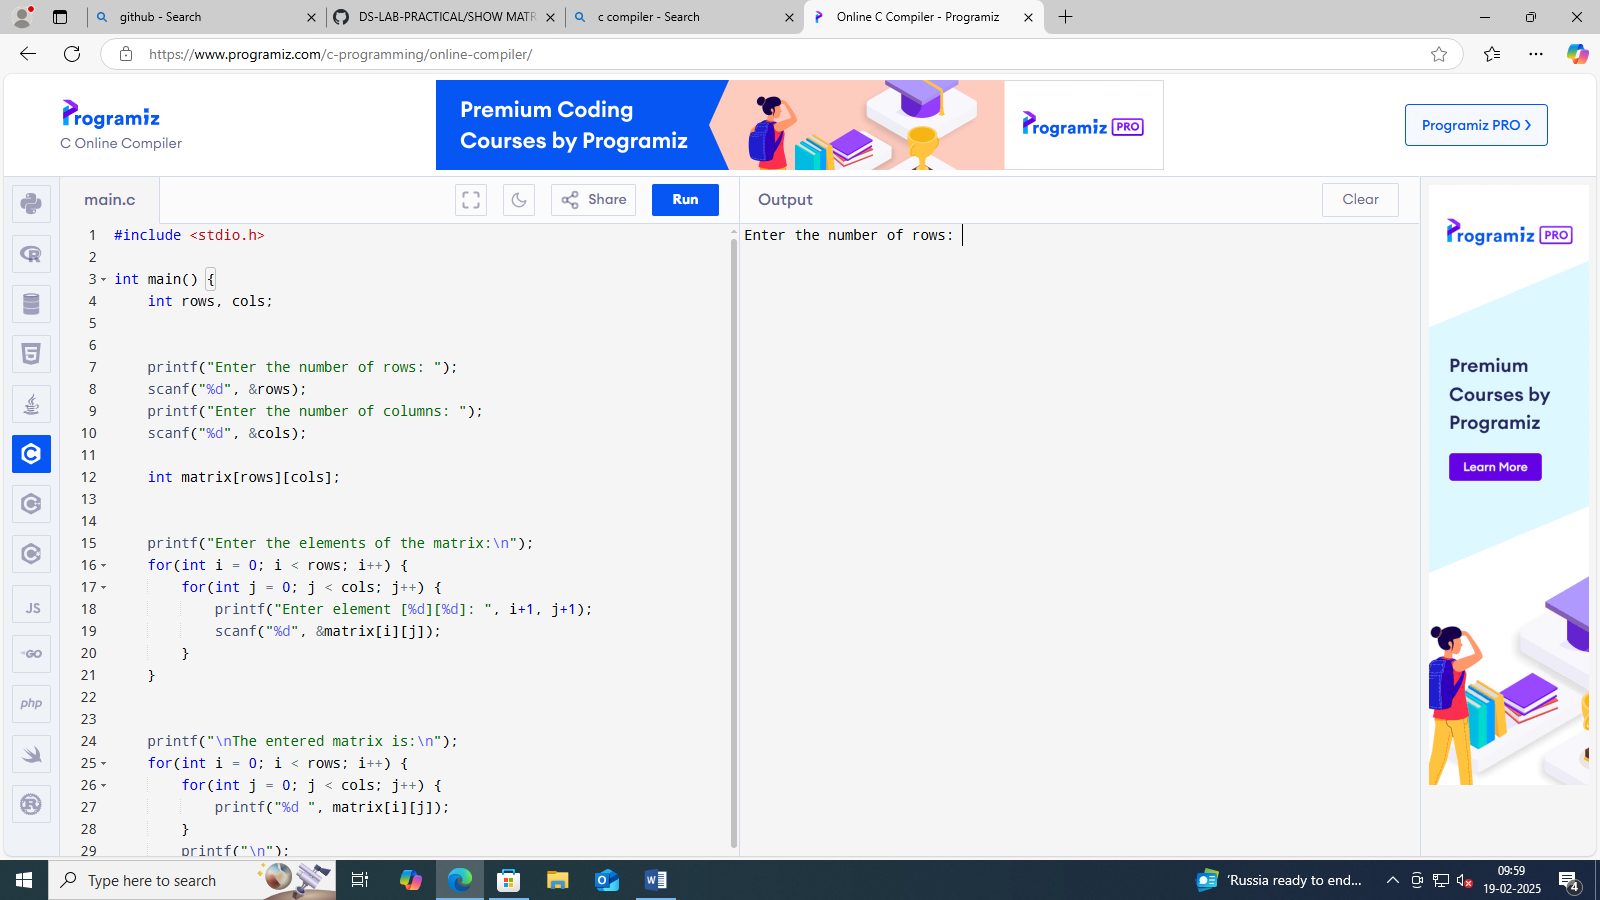 github - Search
DS-LAB-PRACTICAL/SHOW MATR
c compiler - Search
Online C Compiler - Programiz
https://www.programiz.com/c-programming/online-compiler/
Programiz
C Online Compiler
Premium Coding
Courses by Programiz
Programiz PRO
Programiz PRO >
main.c
Share
Run
Output
Clear
1 #include <stdio.h>
2
3 int main() {
4     int rows, cols;
5
6
7     printf("Enter the number of rows: ");
8     scanf("%d", &rows);
9     printf("Enter the number of columns: ");
10     scanf("%d", &cols);
11
12     int matrix[rows][cols];
13
14
15     printf("Enter the elements of the matrix:\n");
16     for(int i = 0; i < rows; i++) {
17         for(int j = 0; j < cols; j++) {
18             printf("Enter element [%d][%d]: ", i+1, j+1);
19             scanf("%d", &matrix[i][j]);
20         }
21     }
22
23
24     printf("\nThe entered matrix is:\n");
25     for(int i = 0; i < rows; i++) {
26         for(int j = 0; j < cols; j++) {
27             printf("%d ", matrix[i][j]);
28         }
29         printf("\n");
Enter the number of rows:
JS
GO
php
Programiz PRO
Premium
Courses by
Programiz
Learn More
Type here to search
'Russia ready to end...
09:59
19-02-2025
4